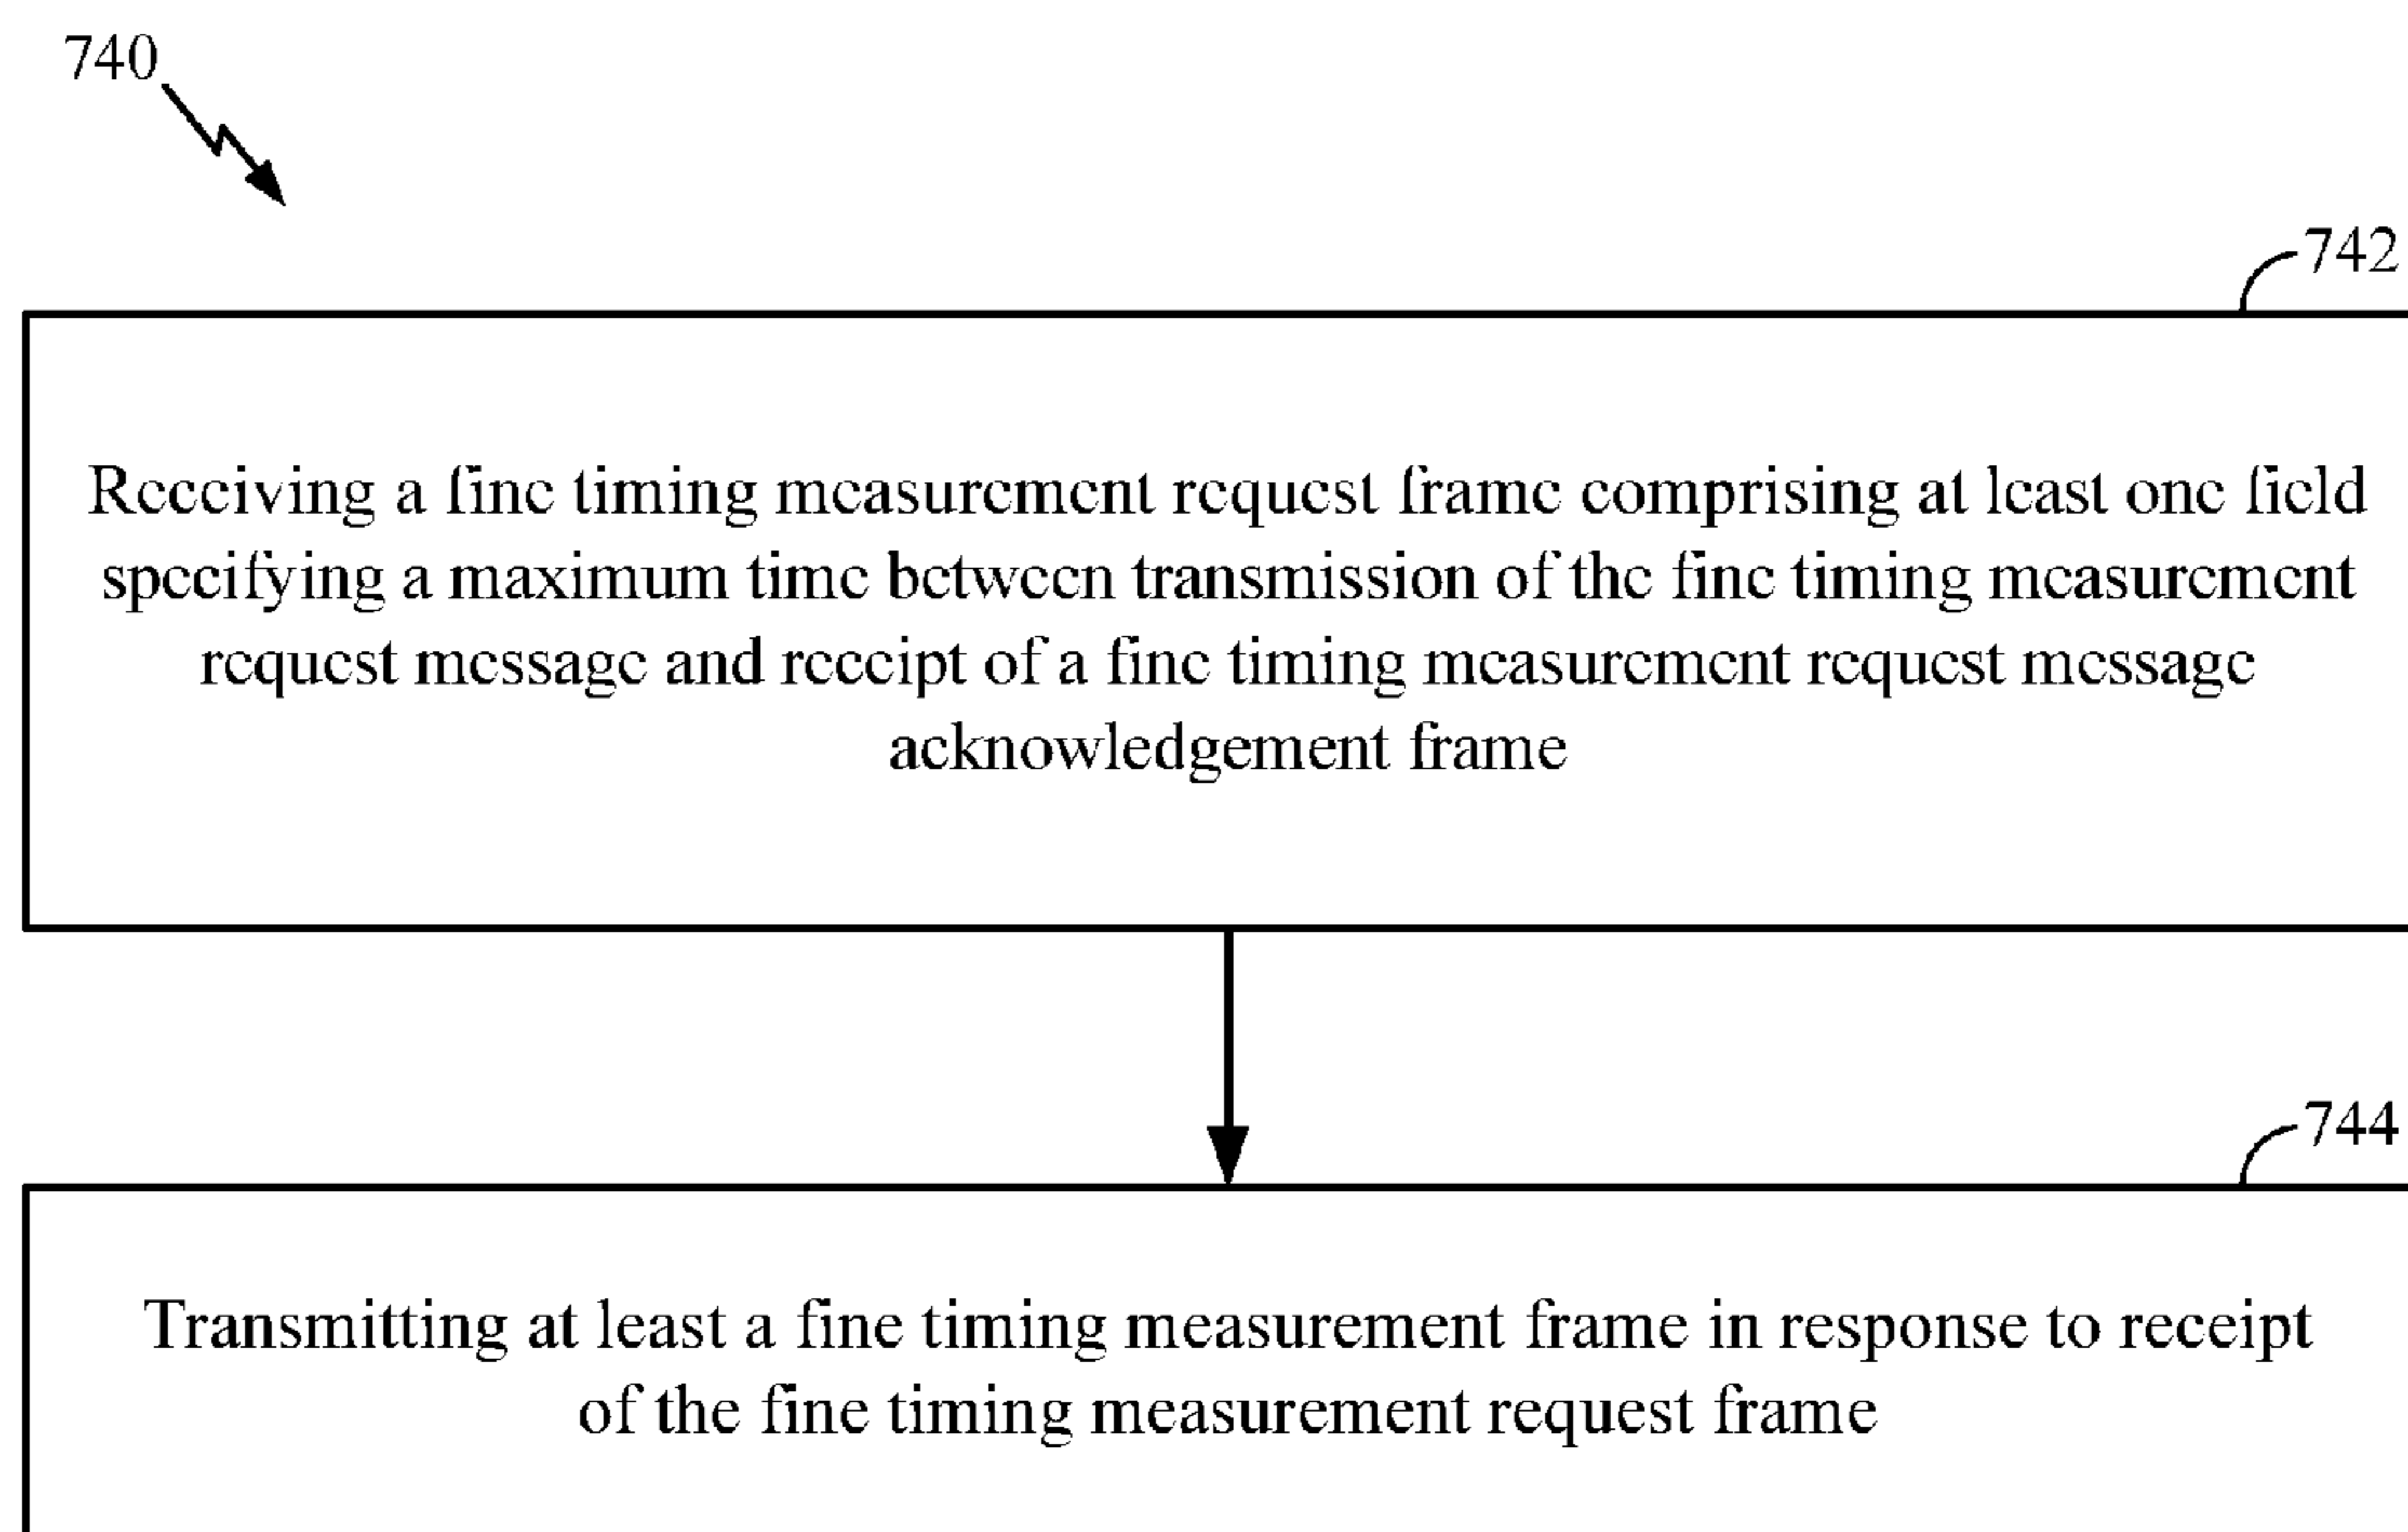 740
742
Receiving a fine timing measurement request frame comprising at least one field
specifying a maximum time between transmission of the fine timing measurement
request message and receipt of a fine timing measurement request message
acknowledgement frame
744
Transmitting at least a fine timing measurement frame in response to receipt
of the fine timing measurement request frame